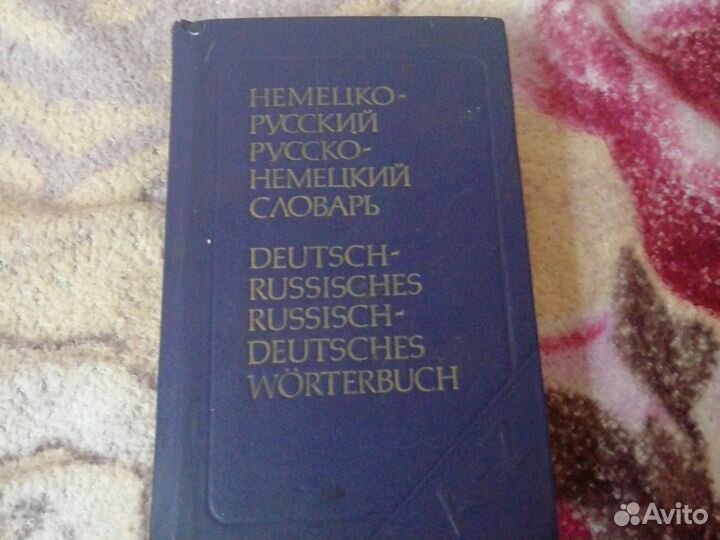 НЕМЕЦКО-
РУССКИЙ
РУССКО-
НЕМЕЦКИЙ
СЛОВАРЬ
DEUTSCH-
RUSSISCHES
RUSSISCH-
DEUTSCHES
WÖRTERBUCH
Avito